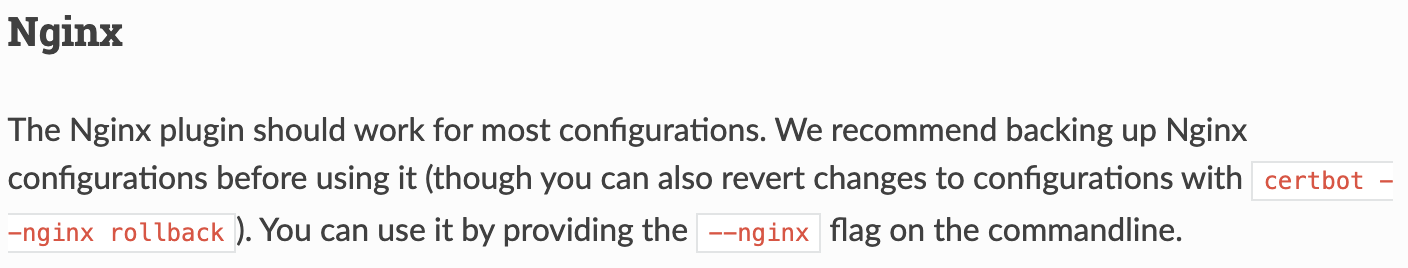 Nginx
The Nginx plugin should work for most configurations. We recommend backing up Nginx
configurations before using it (though you can also revert changes to configurations with certbot -
-nginx rollback). You can use it by providing the --nginx flag on the commandline.